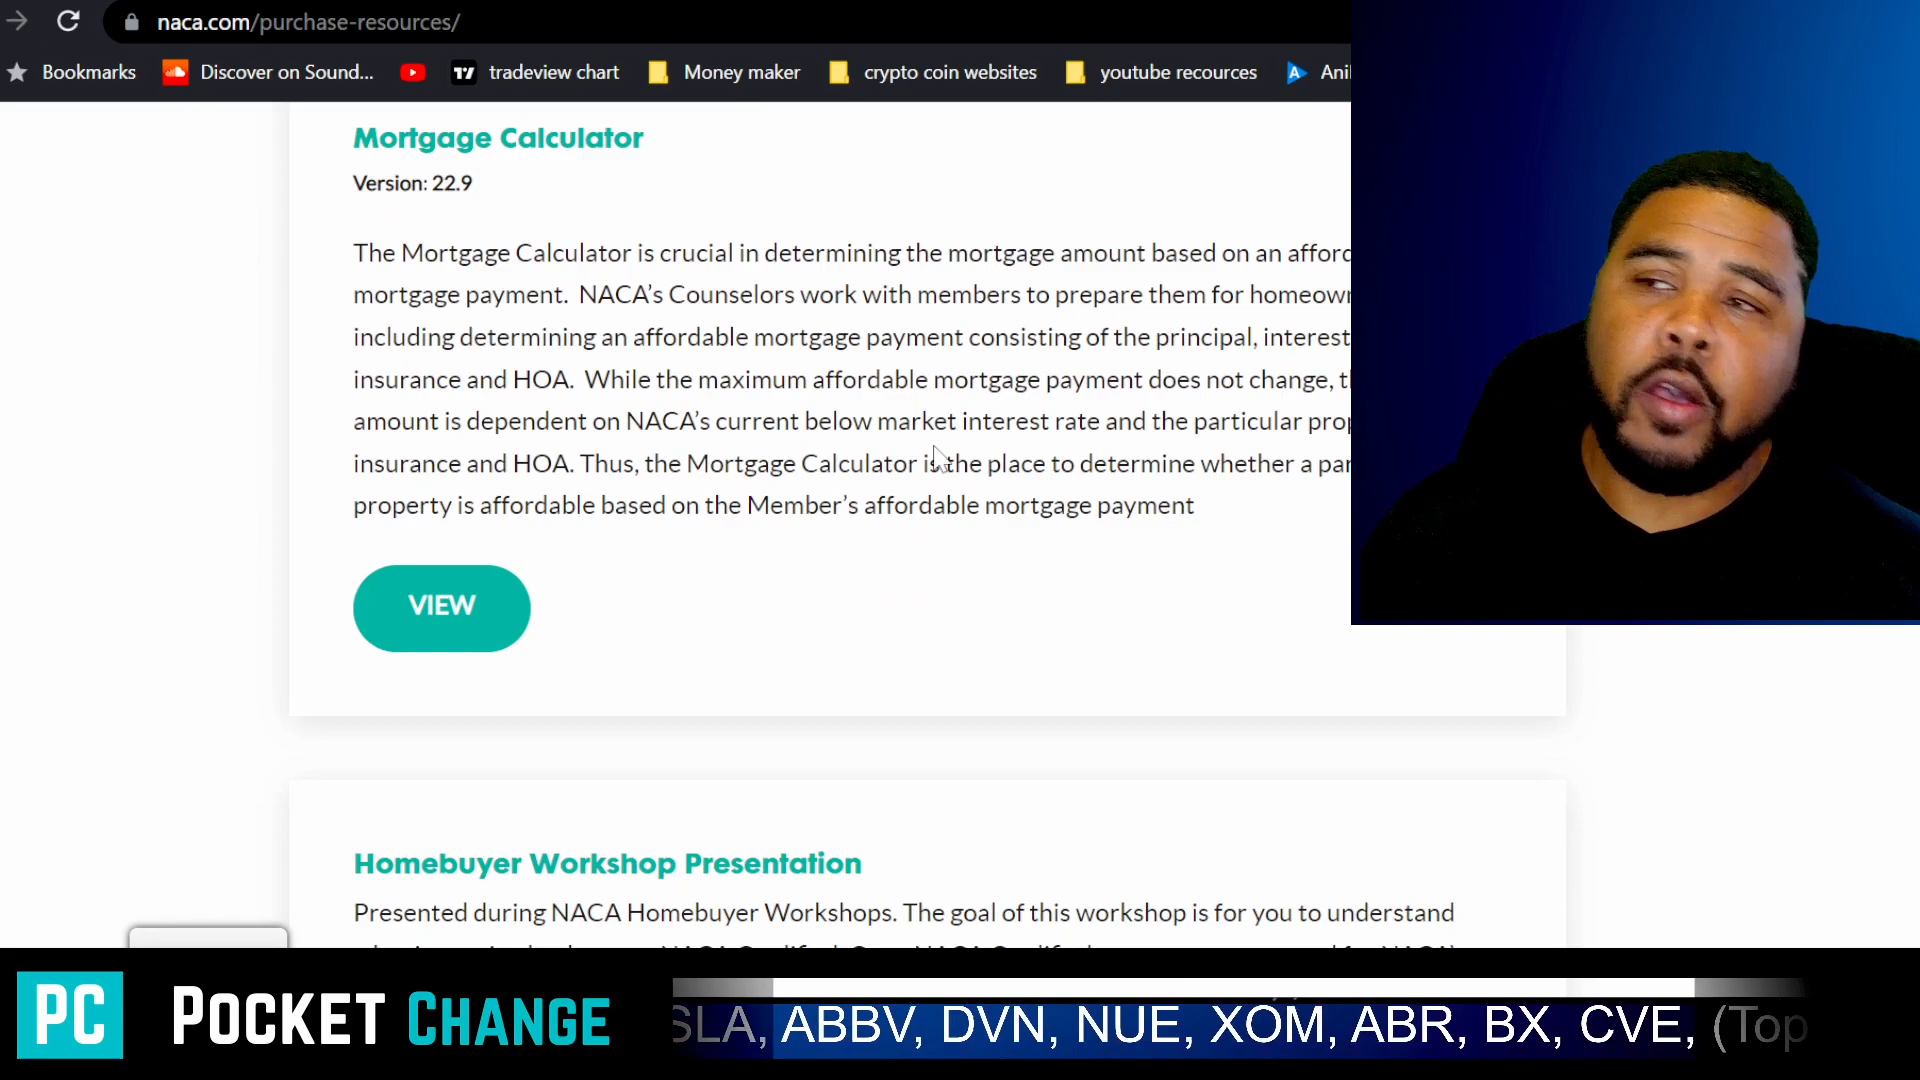 naca.com/purchase-resources/
Bookmarks Discover on Sound... tradeview chart Money maker crypto coin websites youtube recources Ani
Mortgage Calculator
Version: 22.9
The Mortgage Calculator is crucial in determining the mortgage amount based on an afford
mortgage payment. NACA's Counselors work with members to prepare them for homeown
including determining an affordable mortgage payment consisting of the principal, interest
insurance and HOA. While the maximum affordable mortgage payment does not change, t
amount is dependent on NACA's current below market interest rate and the particular prop
insurance and HOA. Thus, the Mortgage Calculator is the place to determine whether a par
property is affordable based on the Member's affordable mortgage payment
VIEW
Homebuyer Workshop Presentation
Presented during NACA Homebuyer Workshops. The goal of this workshop is for you to understand
PC POCKET CHANGE SLA, ABBV, DVN, NUE, XOM, ABR, BX, CVE, (Top